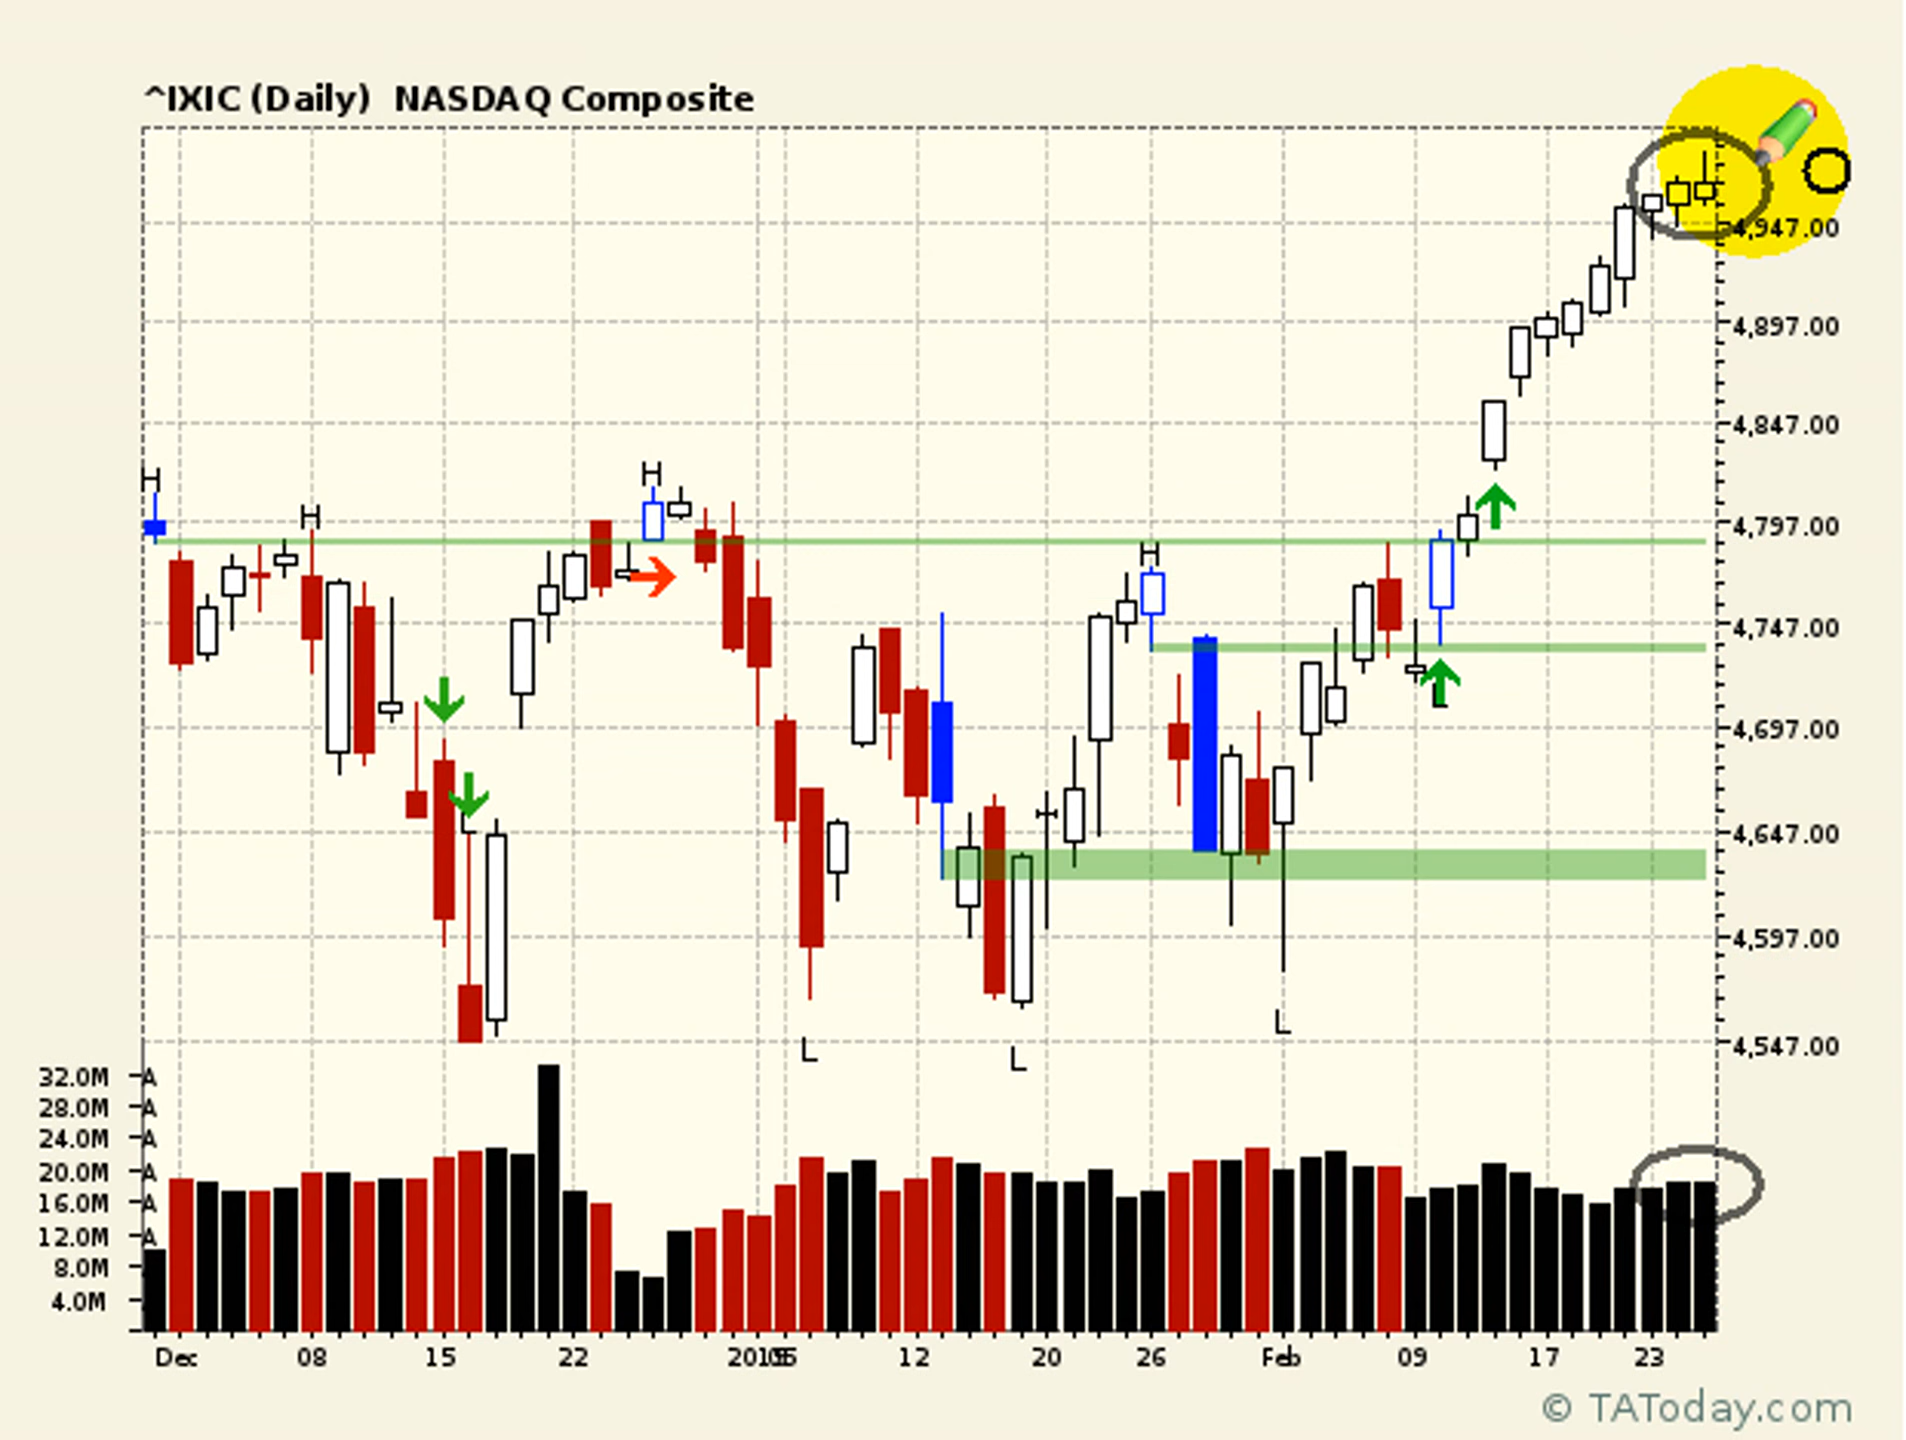 ^IXIC (Daily) NASDAQ Composite
H
H
H
H
L
L
L
4,947.00
4,897.00
4,847.00
4,797.00
4,747.00
4,697.00
4,647.00
4,597.00
4,547.00
32.0M A
28.0M A
24.0M A
20.0M A
16.0M A
12.0M A
8.0M
4.0M
Dec 08 15 22 2015 05 12 20 26 Feb 09 17 23
© TAToday.com